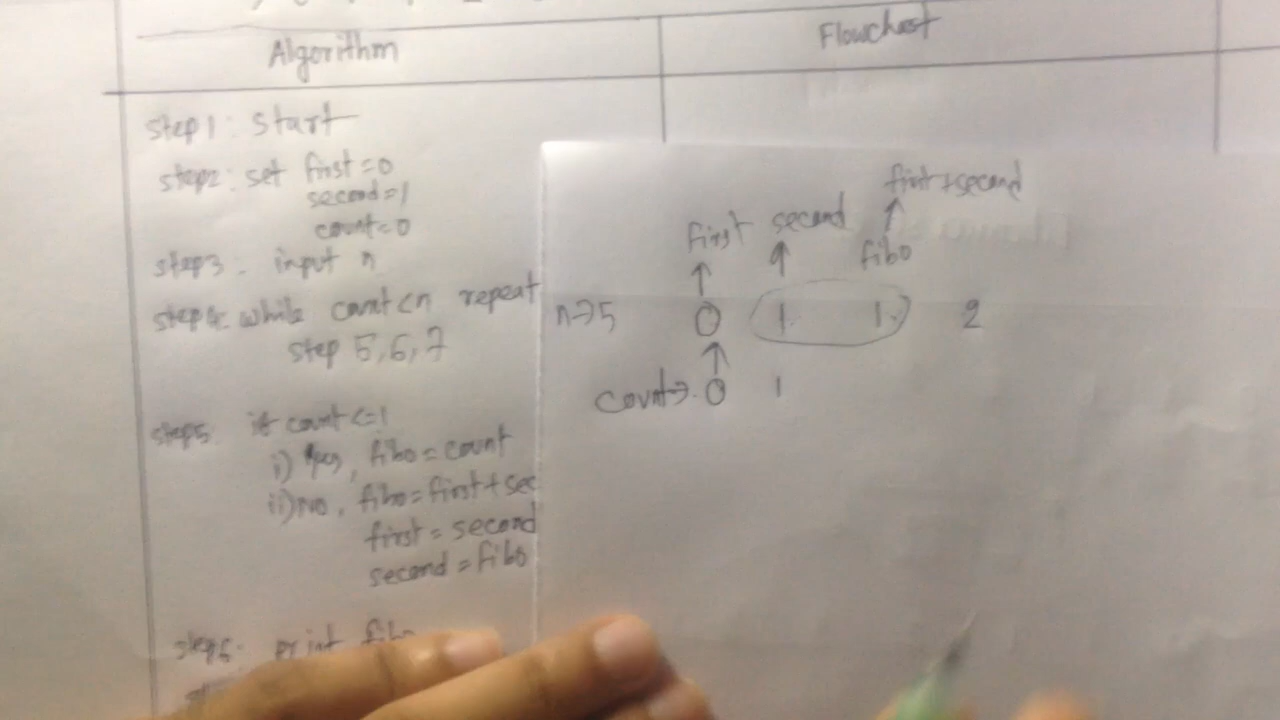 Algorithm
Flowchart
step1: start
step2: set first=0
second=1
count=0
step3: input n
step4: while count<n repeat
step 5,6,7
step5: if count<=1
i) Yes, fibo=count
ii) No, fibo=first+sec
first=second
second=fibo
step6: print fibo
first+second
first second
fibo
n→5 0 1 1 2
count→ 0 1